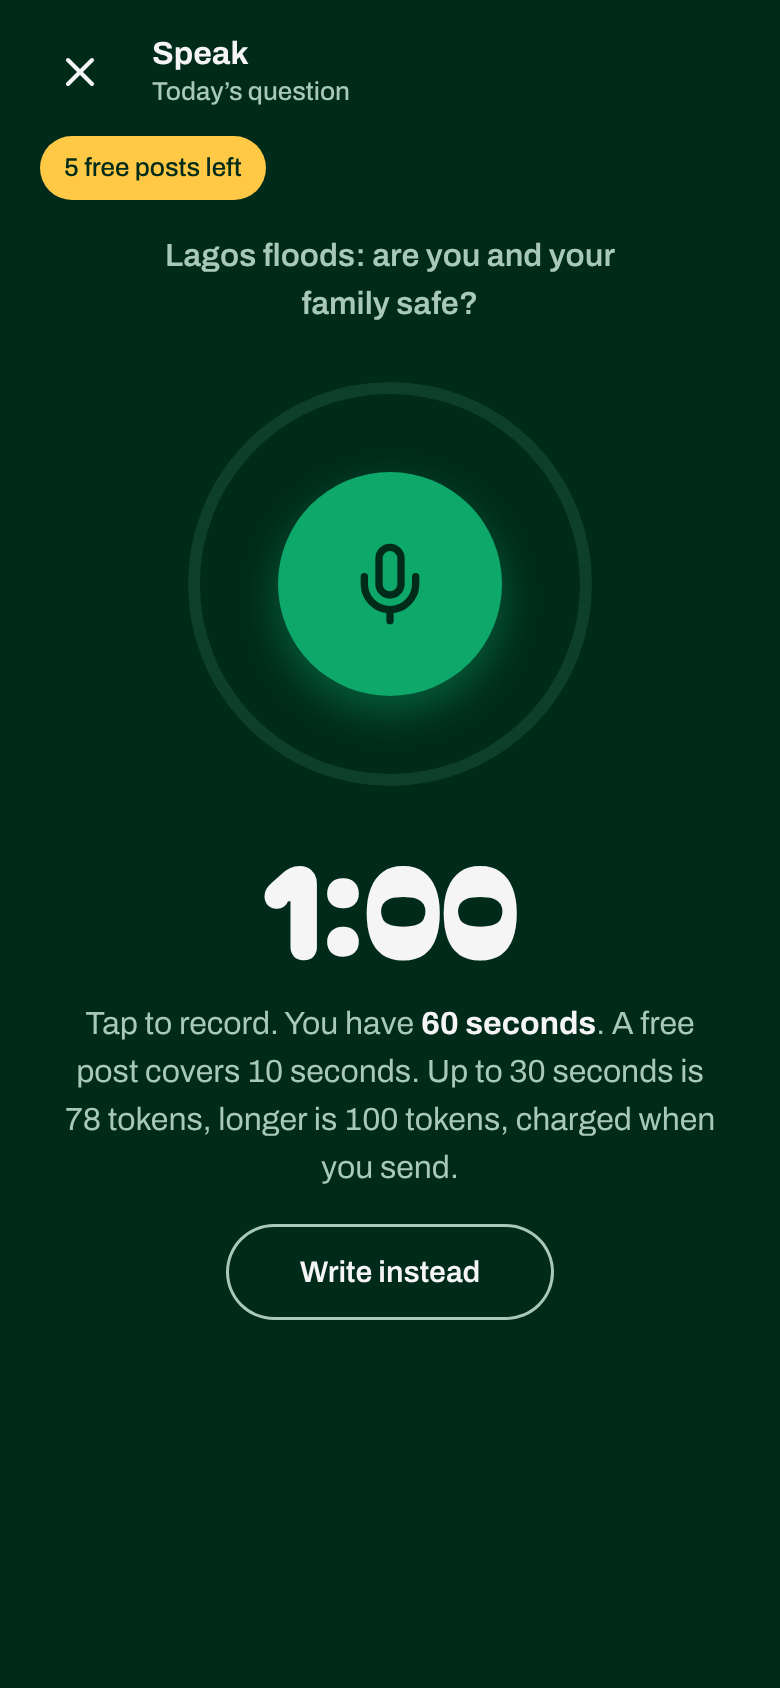 Speak
Today’s question
5 free posts left
Lagos floods: are you and your
family safe?
1:00
Tap to record. You have 60 seconds. A free
post covers 10 seconds. Up to 30 seconds is
78 tokens, longer is 100 tokens, charged when
you send.
Write instead